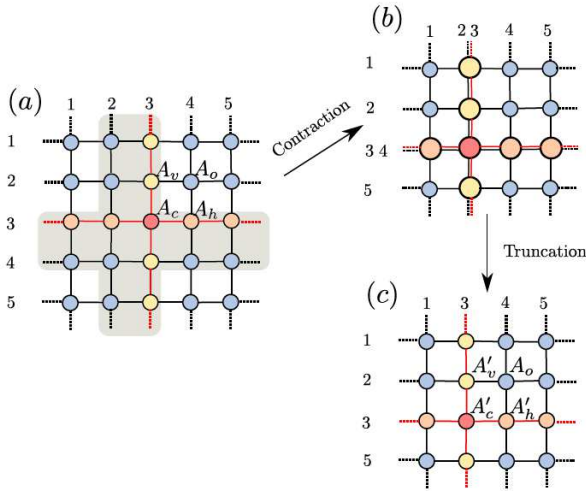 (a)
1 2 3 4 5
1
2 A_v A_o
3 A_c A_h
4
5
Contraction
(b)
1 2 3 4 5
1
2
3 4
5
Truncation
(c)
1 3 4 5
1
2 A'_v A_o
3 A'_c A'_h
5